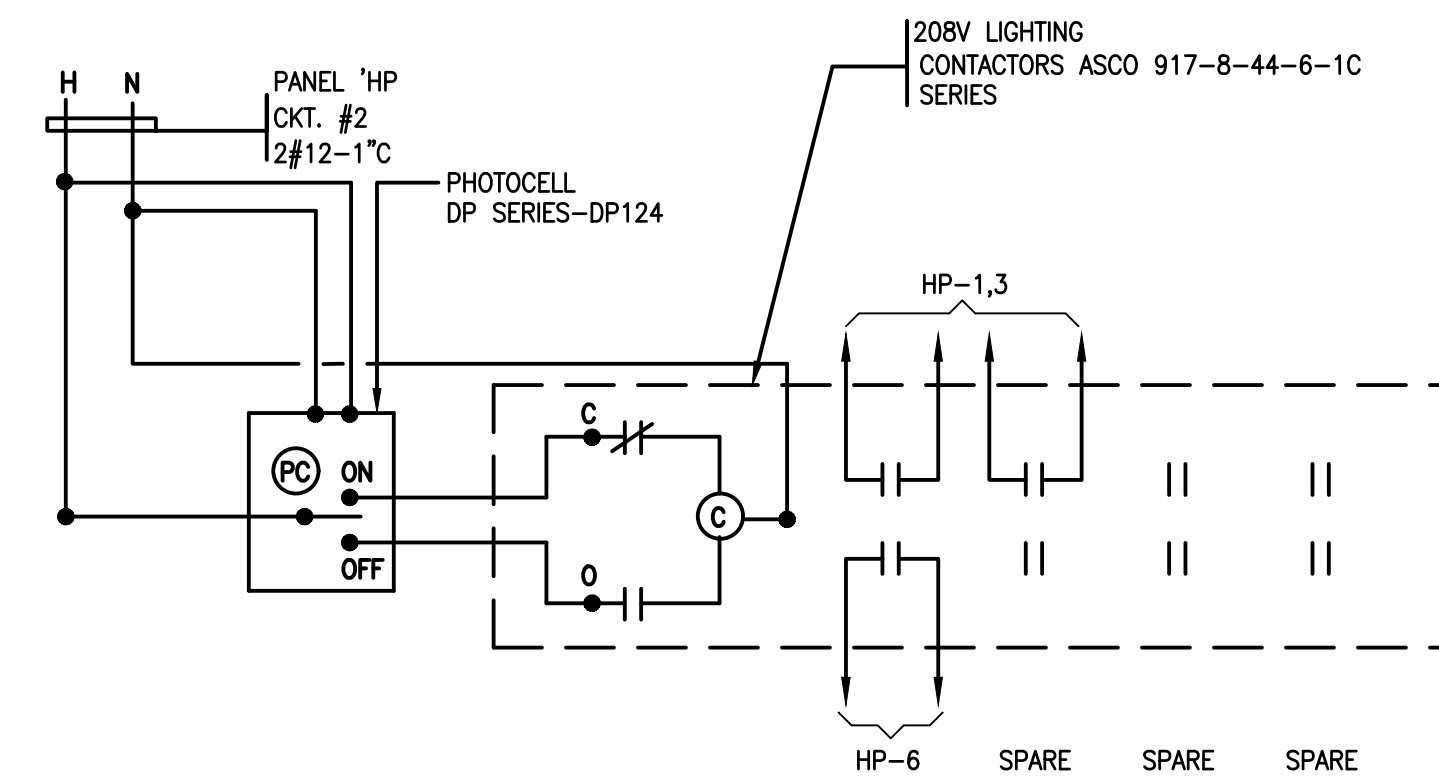 208V LIGHTING
CONTACTORS ASCO 917-8-44-6-1C
SERIES
H N
PANEL 'HP
CKT. #2
2#12-1"C
PHOTOCELL
DP SERIES-DP124
HP-1,3
C
PC ON
C
OFF
O
HP-6 SPARE SPARE SPARE